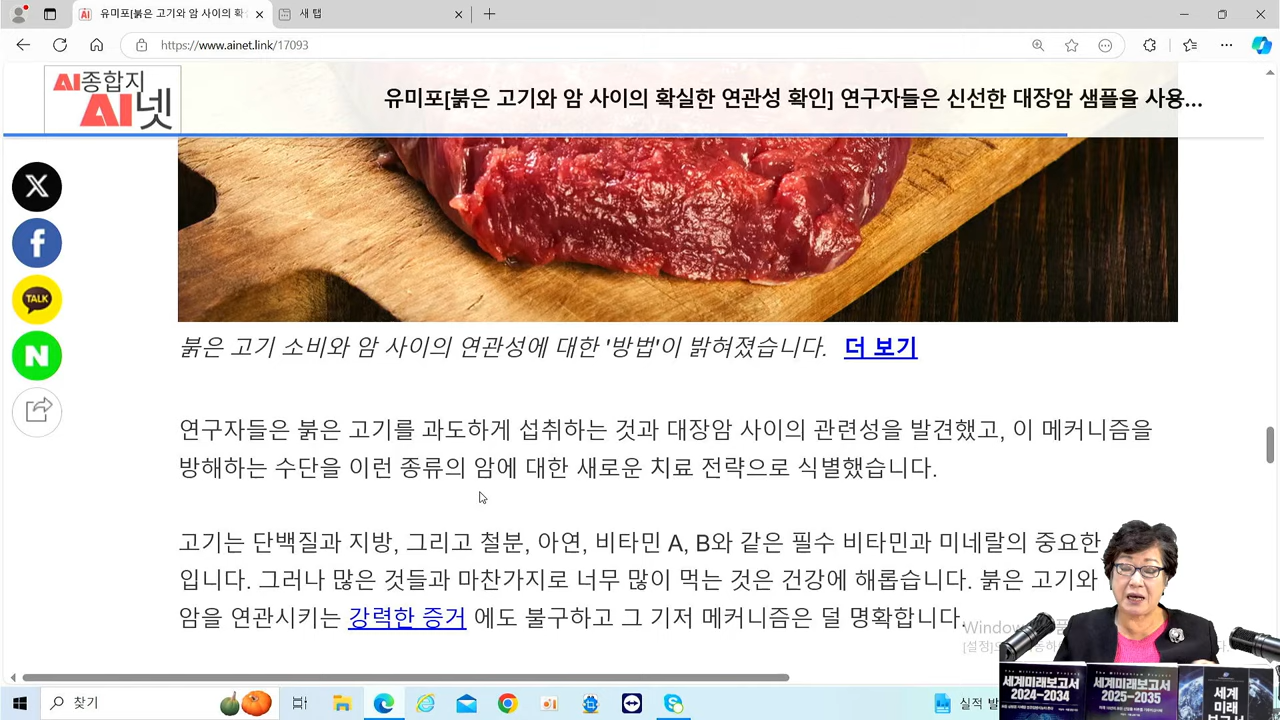 유미포[붉은 고기와 암 사이의 확
새 탭
https://www.ainet.link/17093
AI종합지
AI넷
유미포[붉은 고기와 암 사이의 확실한 연관성 확인] 연구자들은 신선한 대장암 샘플을 사용...
TALK
N
붉은 고기 소비와 암 사이의 연관성에 대한 '방법'이 밝혀졌습니다. 더 보기
연구자들은 붉은 고기를 과도하게 섭취하는 것과 대장암 사이의 관련성을 발견했고, 이 메커니즘을
방해하는 수단을 이런 종류의 암에 대한 새로운 치료 전략으로 식별했습니다.
고기는 단백질과 지방, 그리고 철분, 아연, 비타민 A, B와 같은 필수 비타민과 미네랄의 중요한
입니다. 그러나 많은 것들과 마찬가지로 너무 많이 먹는 것은 건강에 해롭습니다. 붉은 고기와
암을 연관시키는 강력한 증거 에도 불구하고 그 기저 메커니즘은 덜 명확합니다.
Window
[설정]으
세계미래보고서
2024-2034
세계미래보고서
2025-2035
세계
미래
찾기
실적 발